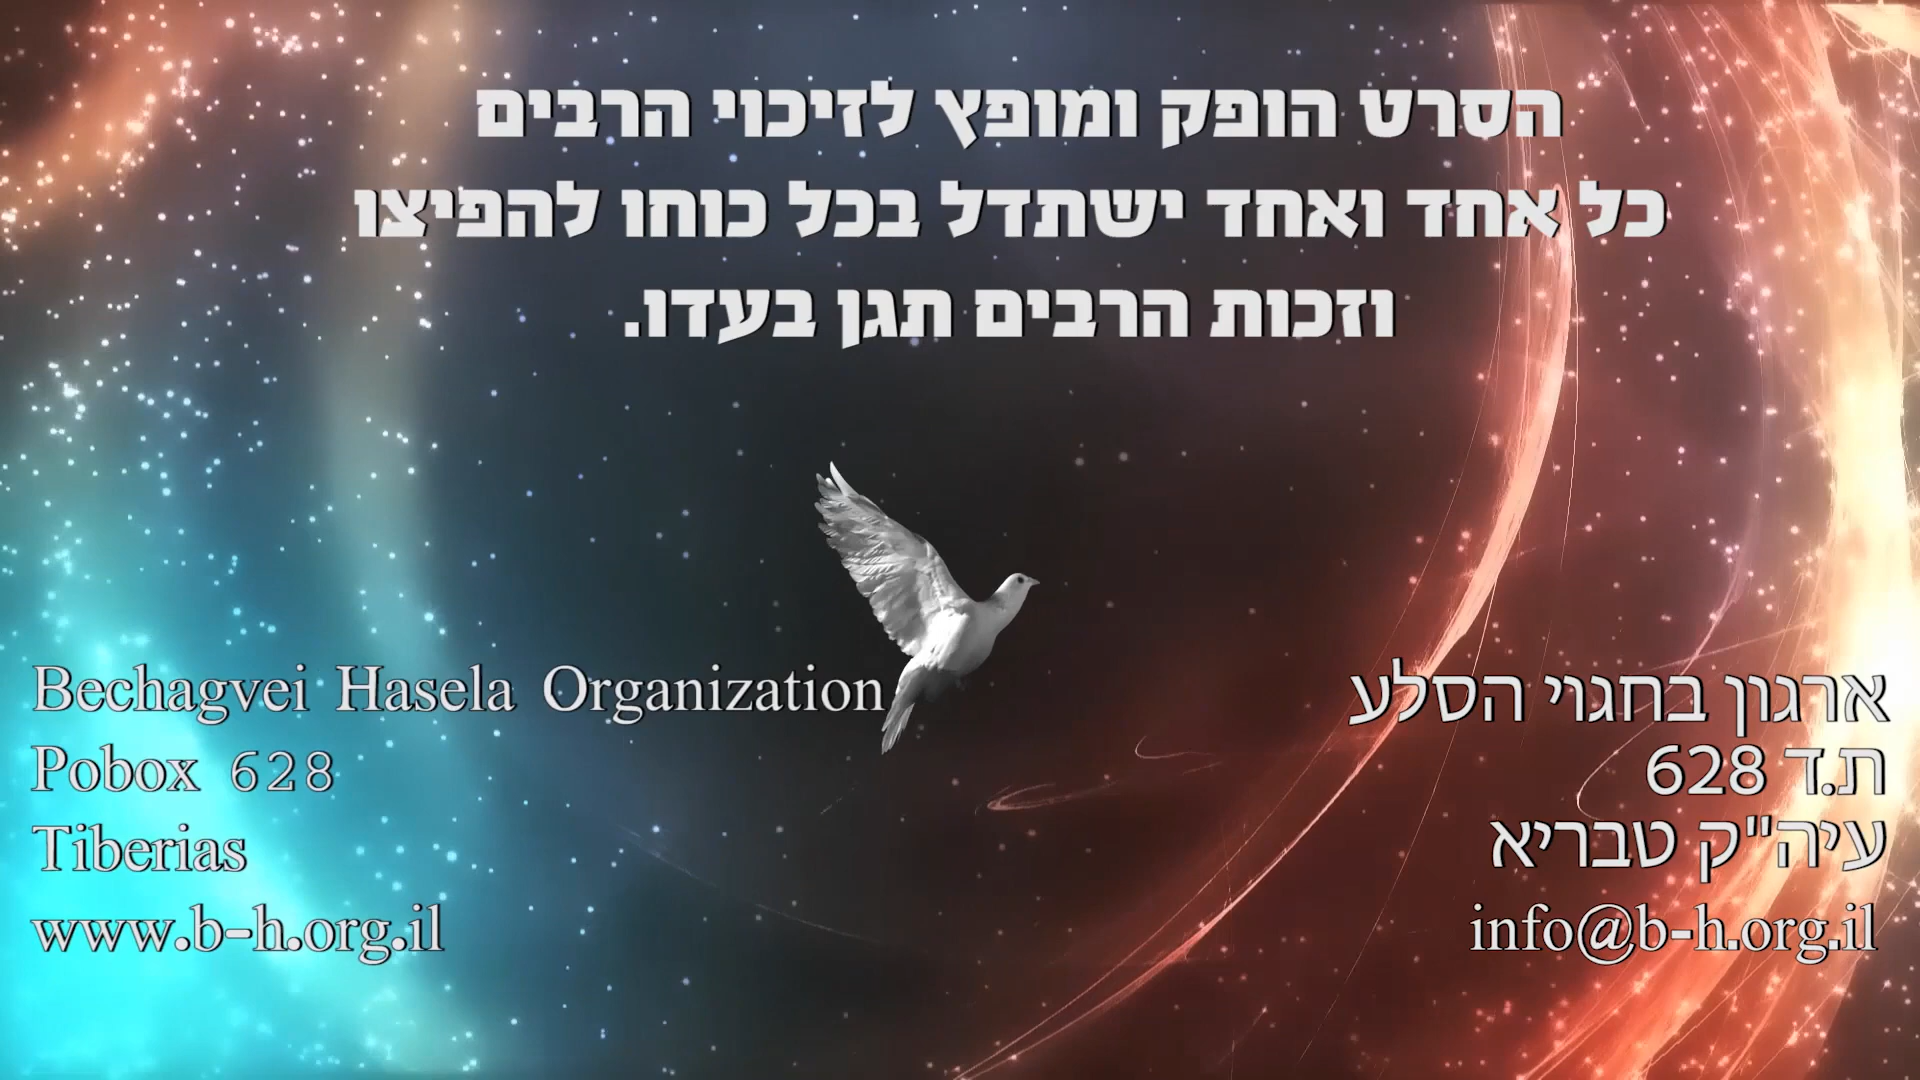 הסרט הופק ומופץ לזיכוי הרבים
כל אחד ואחד ישתדל בכל כוחו להפיצו
וזכות הרבים תגן בעדו.
Bechagvei Hasela Organization
Pobox 628
Tiberias
www.b-h.org.il
ארגון בחגוי הסלע
ת.ד 628
עיה"ק טבריא
info@b-h.org.il